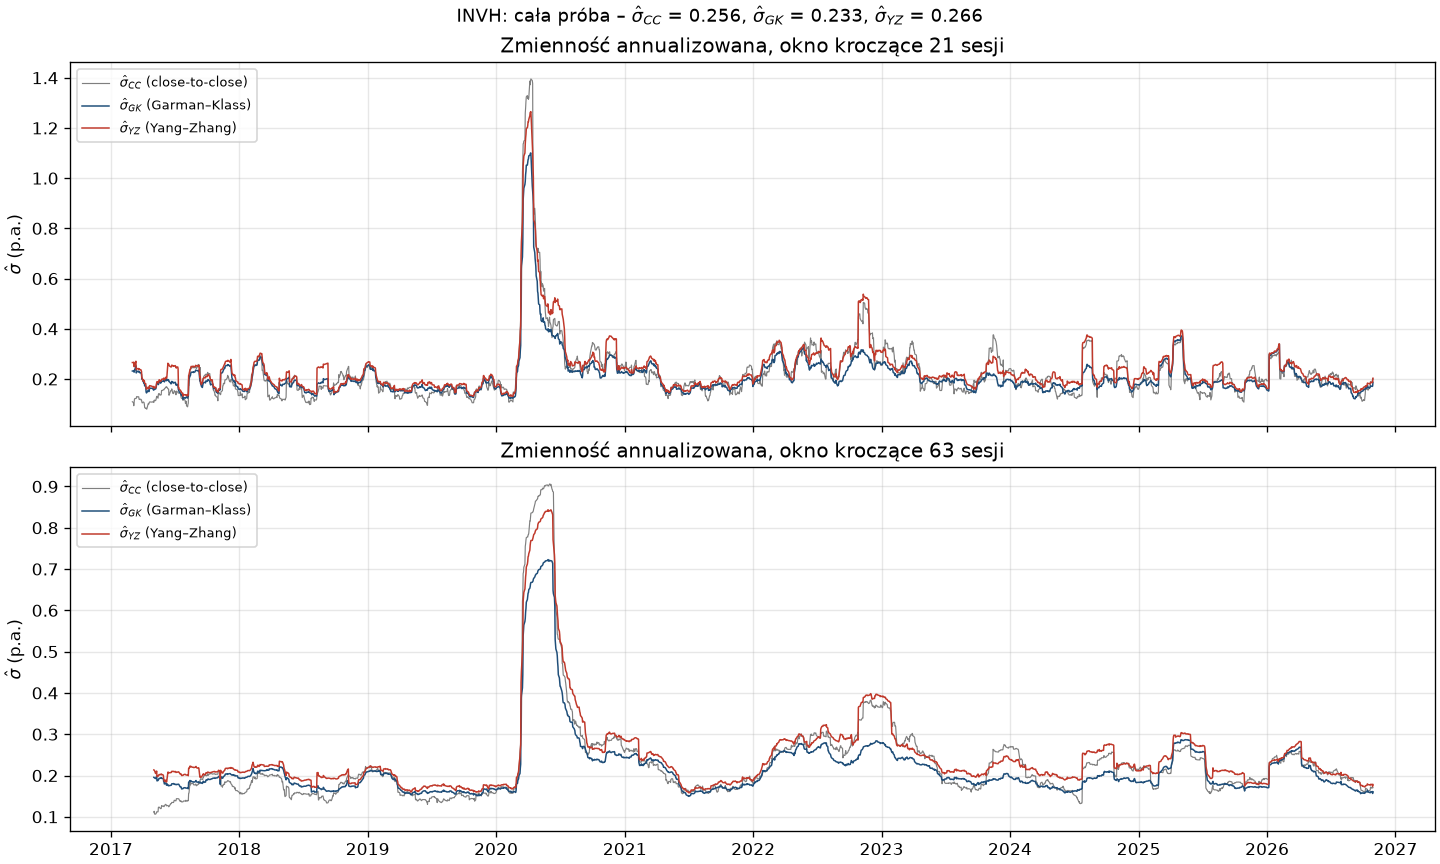 INVH: cała próba – σ̂CC = 0.256, σ̂GK = 0.233, σ̂YZ = 0.266
Zmienność annualizowana, okno kroczące 21 sesji
σ̂CC (close-to-close)
σ̂GK (Garman–Klass)
σ̂YZ (Yang–Zhang)
σ̂ (p.a.)
1.4
1.2
1.0
0.8
0.6
0.4
0.2
Zmienność annualizowana, okno kroczące 63 sesji
σ̂CC (close-to-close)
σ̂GK (Garman–Klass)
σ̂YZ (Yang–Zhang)
σ̂ (p.a.)
0.9
0.8
0.7
0.6
0.5
0.4
0.3
0.2
0.1
2017 2018 2019 2020 2021 2022 2023 2024 2025 2026 2027